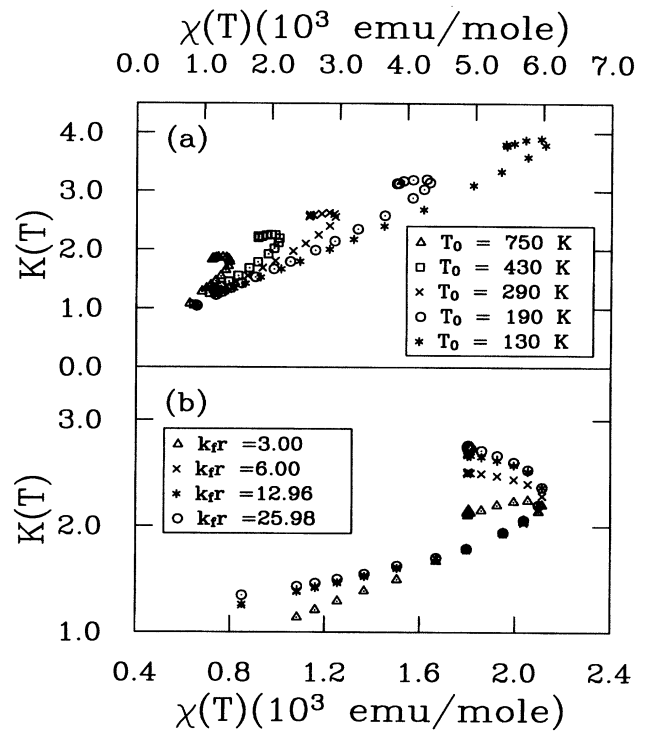 χ(T)(10³ emu/mole)
0.0 1.0 2.0 3.0 4.0 5.0 6.0 7.0
(a)
4.0
3.0
2.0
1.0
0.0
K(T)
T₀ = 750 K
T₀ = 430 K
T₀ = 290 K
T₀ = 190 K
T₀ = 130 K
(b)
3.0
2.0
1.0
K(T)
k_fr =3.00
k_fr =6.00
k_fr =12.96
k_fr =25.98
0.4 0.8 1.2 1.6 2.0 2.4
χ(T)(10³ emu/mole)